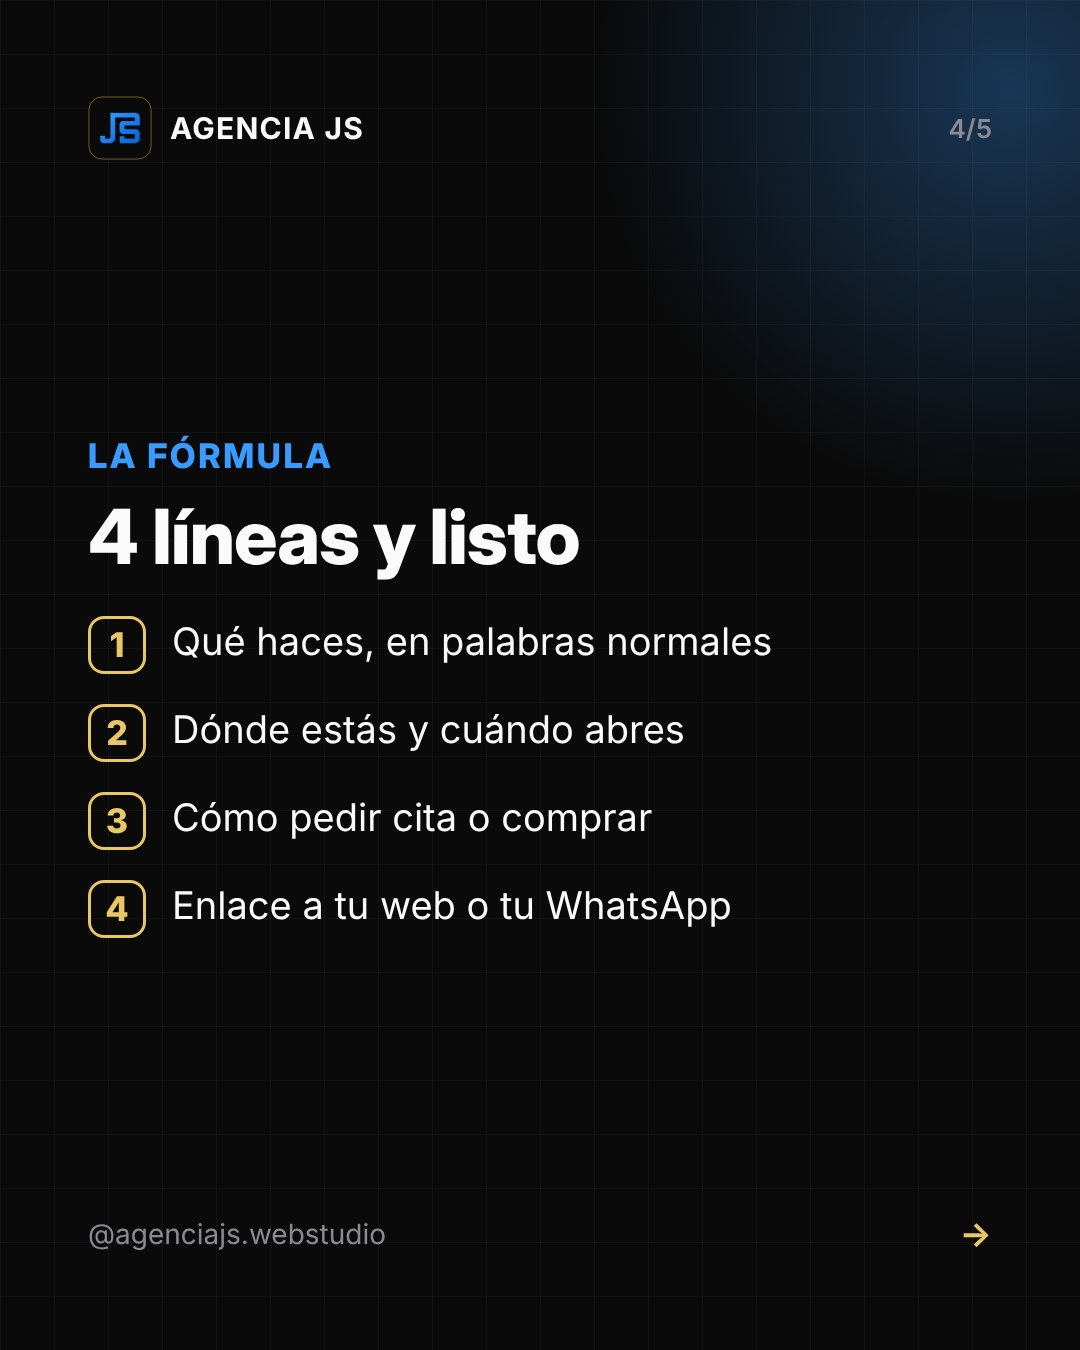 JS AGENCIA JS
4/5
LA FÓRMULA
4 líneas y listo
1 Qué haces, en palabras normales
2 Dónde estás y cuándo abres
3 Cómo pedir cita o comprar
4 Enlace a tu web o tu WhatsApp
@agenciajs.webstudio →